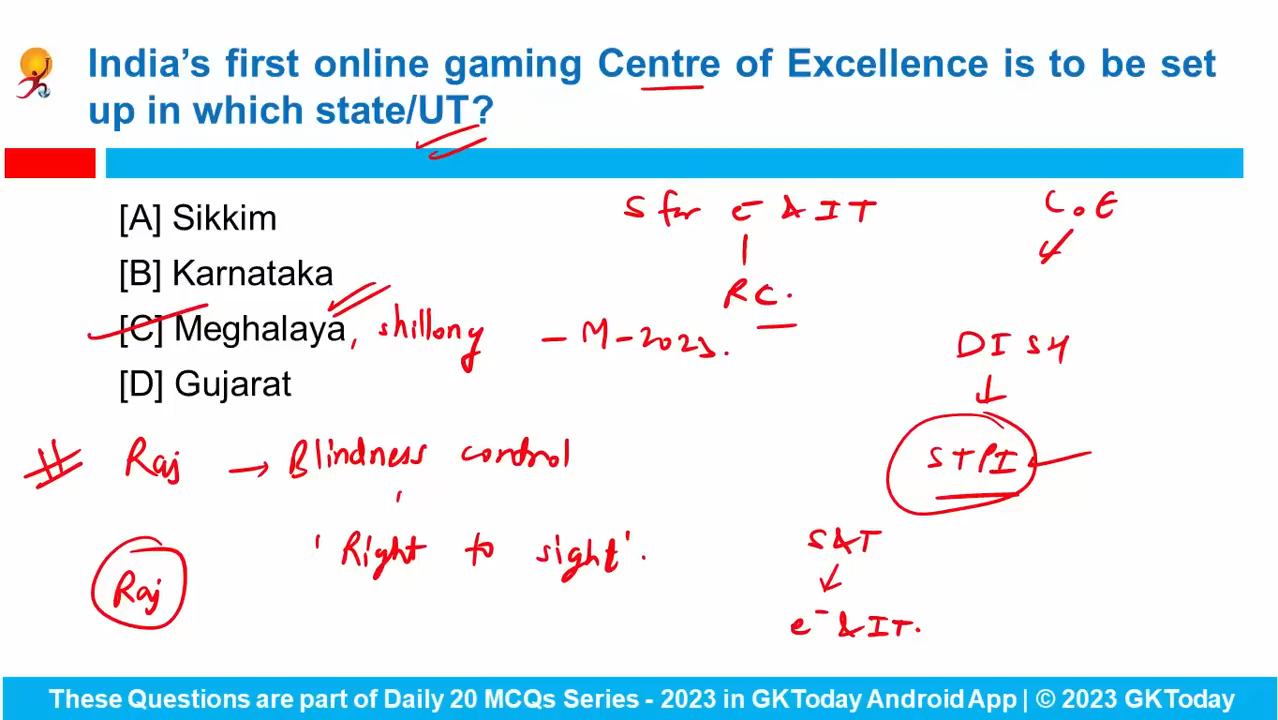 India's first online gaming Centre of Excellence is to be set
up in which state/UT?
[A] Sikkim
[B] Karnataka
[C] Meghalaya, shillong - M-2023.
[D] Gujarat
S for e & IT
RC.
C.o.E
DISH
STPI
S&T
e- & IT.
Raj → Blindness control
'Right to sight'.
Raj
These Questions are part of Daily 20 MCQs Series - 2023 in GKToday Android App | © 2023 GKToday